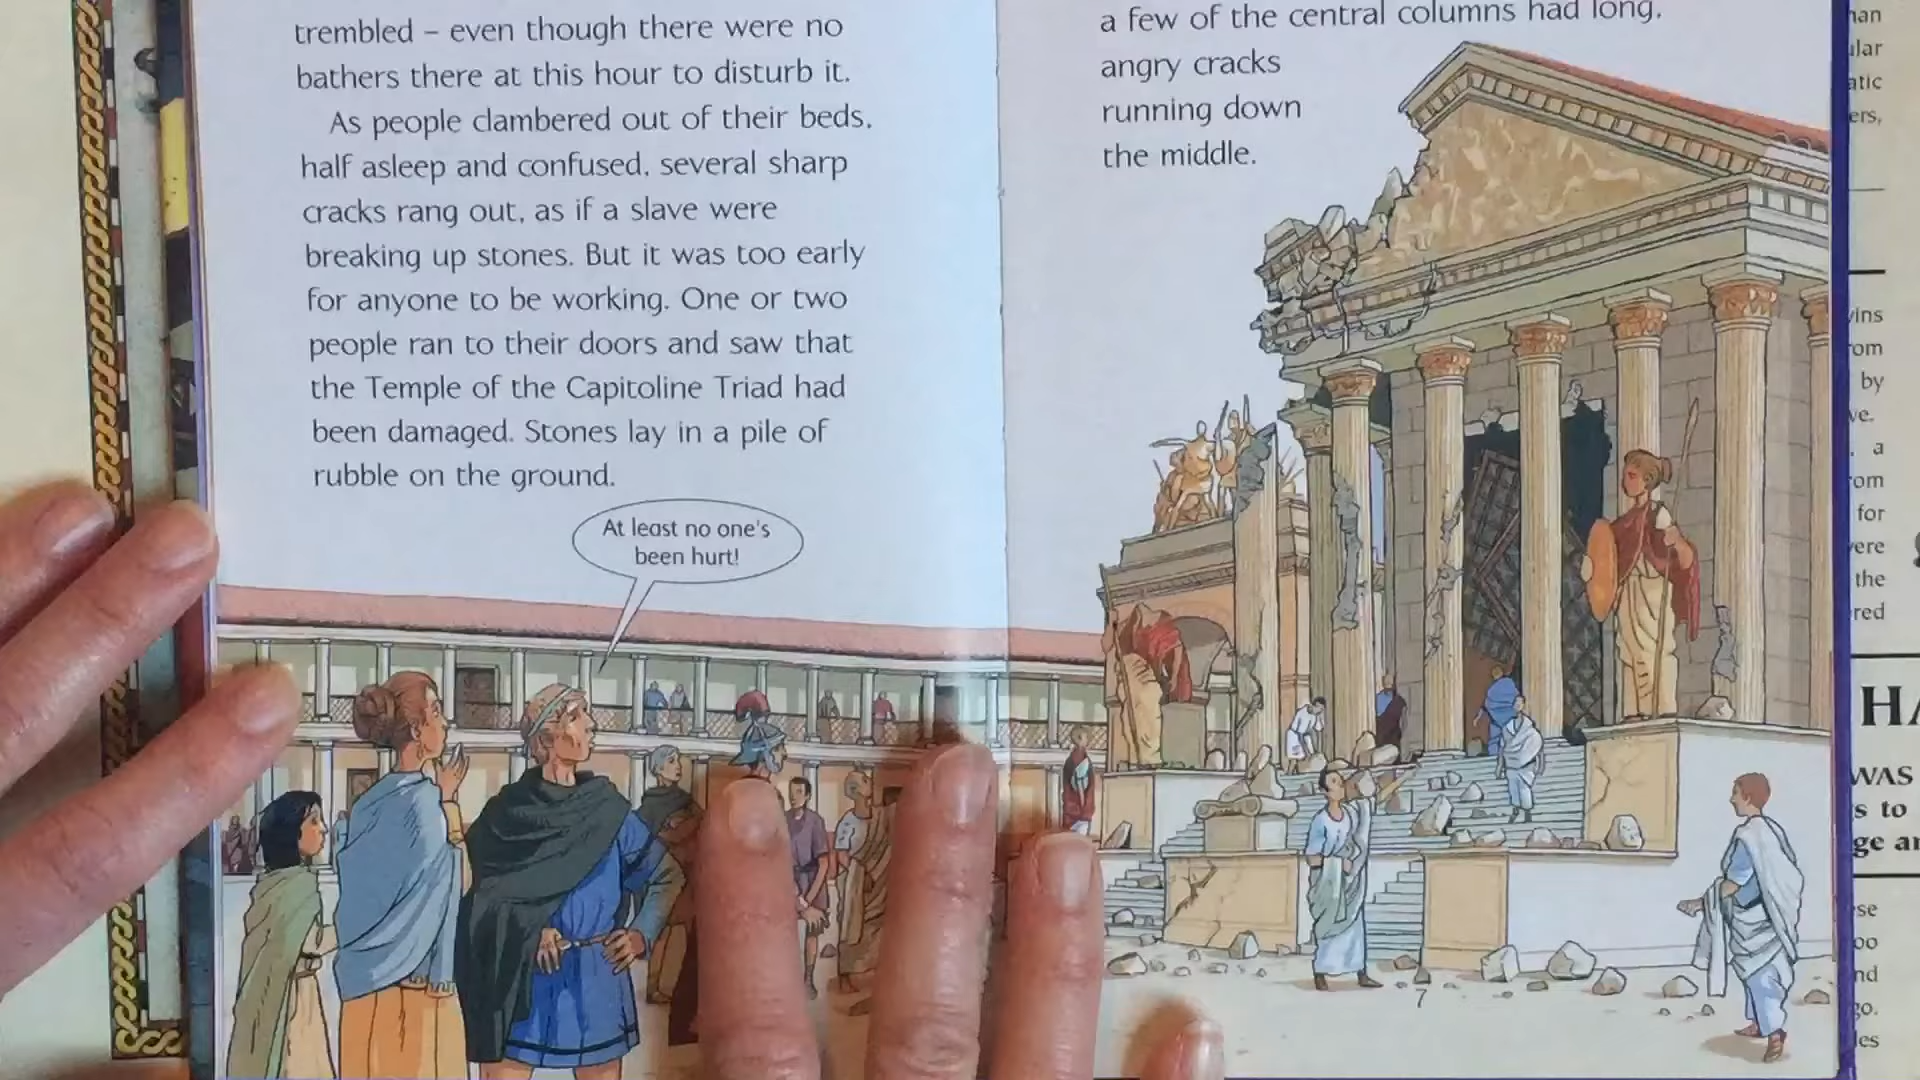 trembled – even though there were no
bathers there at this hour to disturb it.
As people clambered out of their beds,
half asleep and confused, several sharp
cracks rang out, as if a slave were
breaking up stones. But it was too early
for anyone to be working. One or two
people ran to their doors and saw that
the Temple of the Capitoline Triad had
been damaged. Stones lay in a pile of
rubble on the ground.
At least no one's
been hurt!
a few of the central columns had long,
angry cracks
running down
the middle.
7
by
a
for
the
WAS
s to